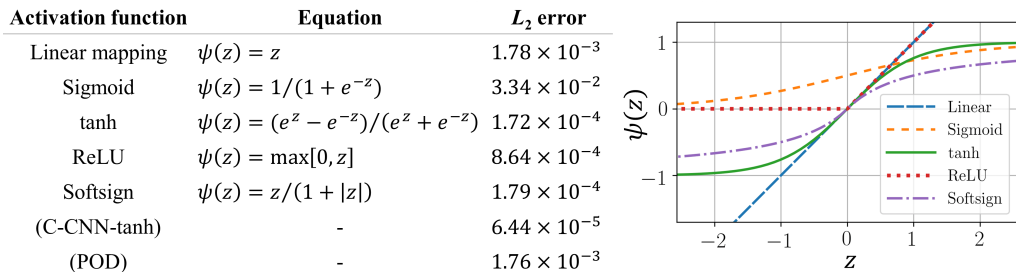 Activation function Equation L₂ error
Linear mapping ψ(z) = z 1.78 × 10⁻³
Sigmoid ψ(z) = 1/(1 + e⁻ᶻ) 3.34 × 10⁻²
tanh ψ(z) = (eᶻ − e⁻ᶻ)/(eᶻ + e⁻ᶻ) 1.72 × 10⁻⁴
ReLU ψ(z) = max[0, z] 8.64 × 10⁻⁴
Softsign ψ(z) = z/(1 + |z|) 1.79 × 10⁻⁴
(C-CNN-tanh) - 6.44 × 10⁻⁵
(POD) - 1.76 × 10⁻³
ψ(z)
1
0
−1
Linear
Sigmoid
tanh
ReLU
Softsign
−2 −1 0 1 2
z